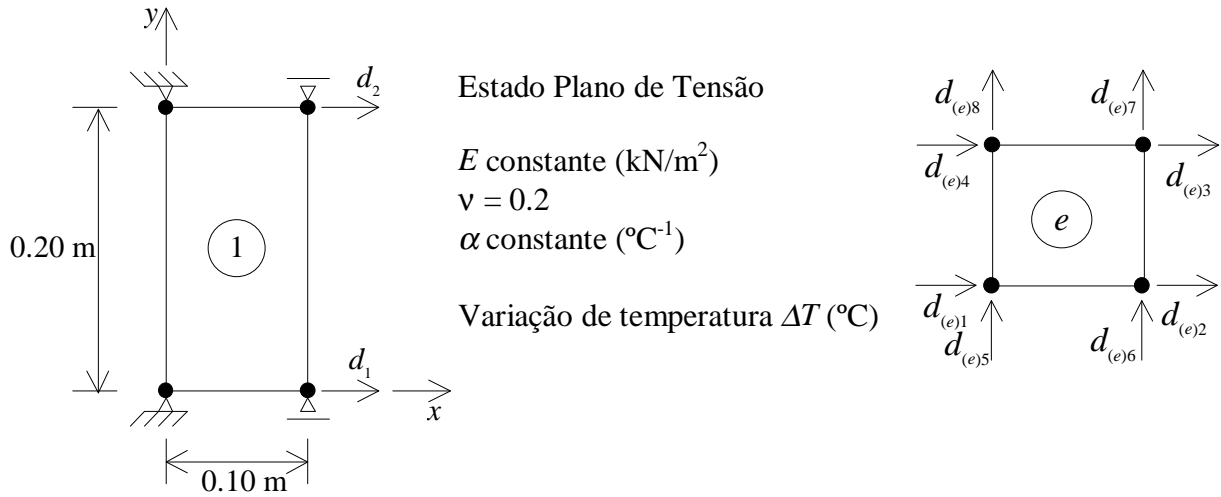 y
d₂
0.20 m
1
d₁
x
0.10 m
Estado Plano de Tensão
E constante (kN/m²)
ν = 0.2
α constante (ºC⁻¹)
Variação de temperatura ΔT (ºC)
d₍ₑ₎₈
d₍ₑ₎₇
d₍ₑ₎₄
d₍ₑ₎₃
e
d₍ₑ₎₁
d₍ₑ₎₂
d₍ₑ₎₅
d₍ₑ₎₆